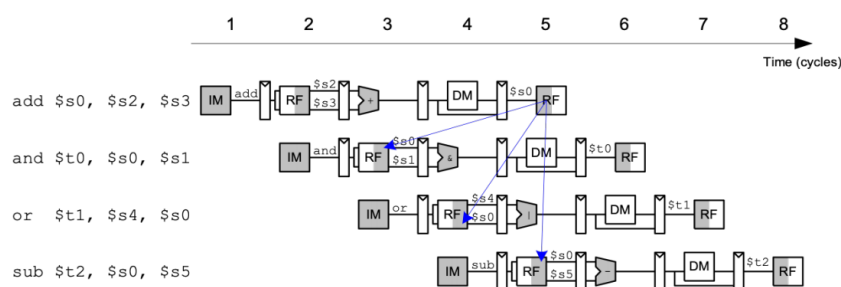 1 2 3 4 5 6 7 8
Time (cycles)
add $s0, $s2, $s3 IM add RF $s2 $s3 + DM $s0 RF
and $t0, $s0, $s1 IM and RF $s0 $s1 & DM $t0 RF
or $t1, $s4, $s0 IM or RF $s4 $s0 | DM $t1 RF
sub $t2, $s0, $s5 IM sub RF $s0 $s5 - DM $t2 RF